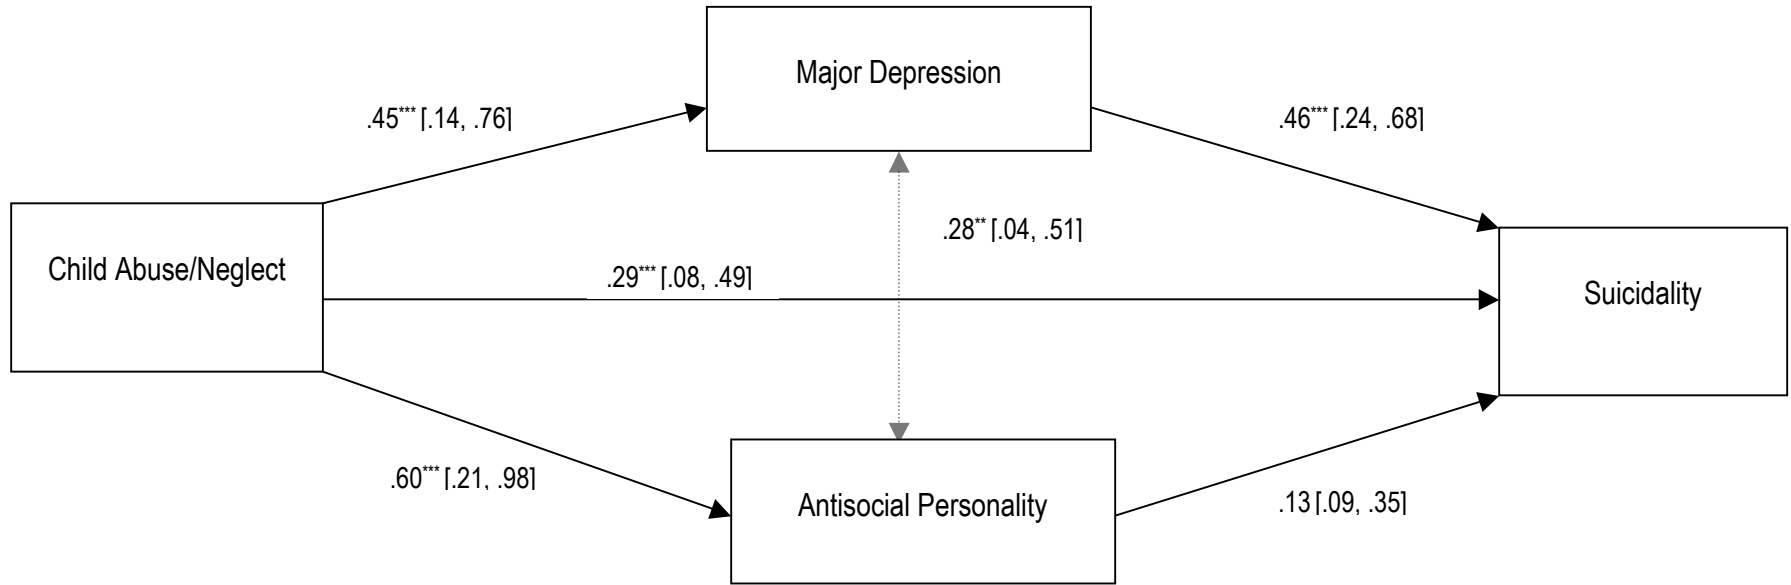 Major Depression
.45*** [.14, .76]
.46*** [.24, .68]
.28** [.04, .51]
Child Abuse/Neglect
.29*** [.08, .49]
Suicidality
.60*** [.21, .98]
Antisocial Personality
.13 [.09, .35]